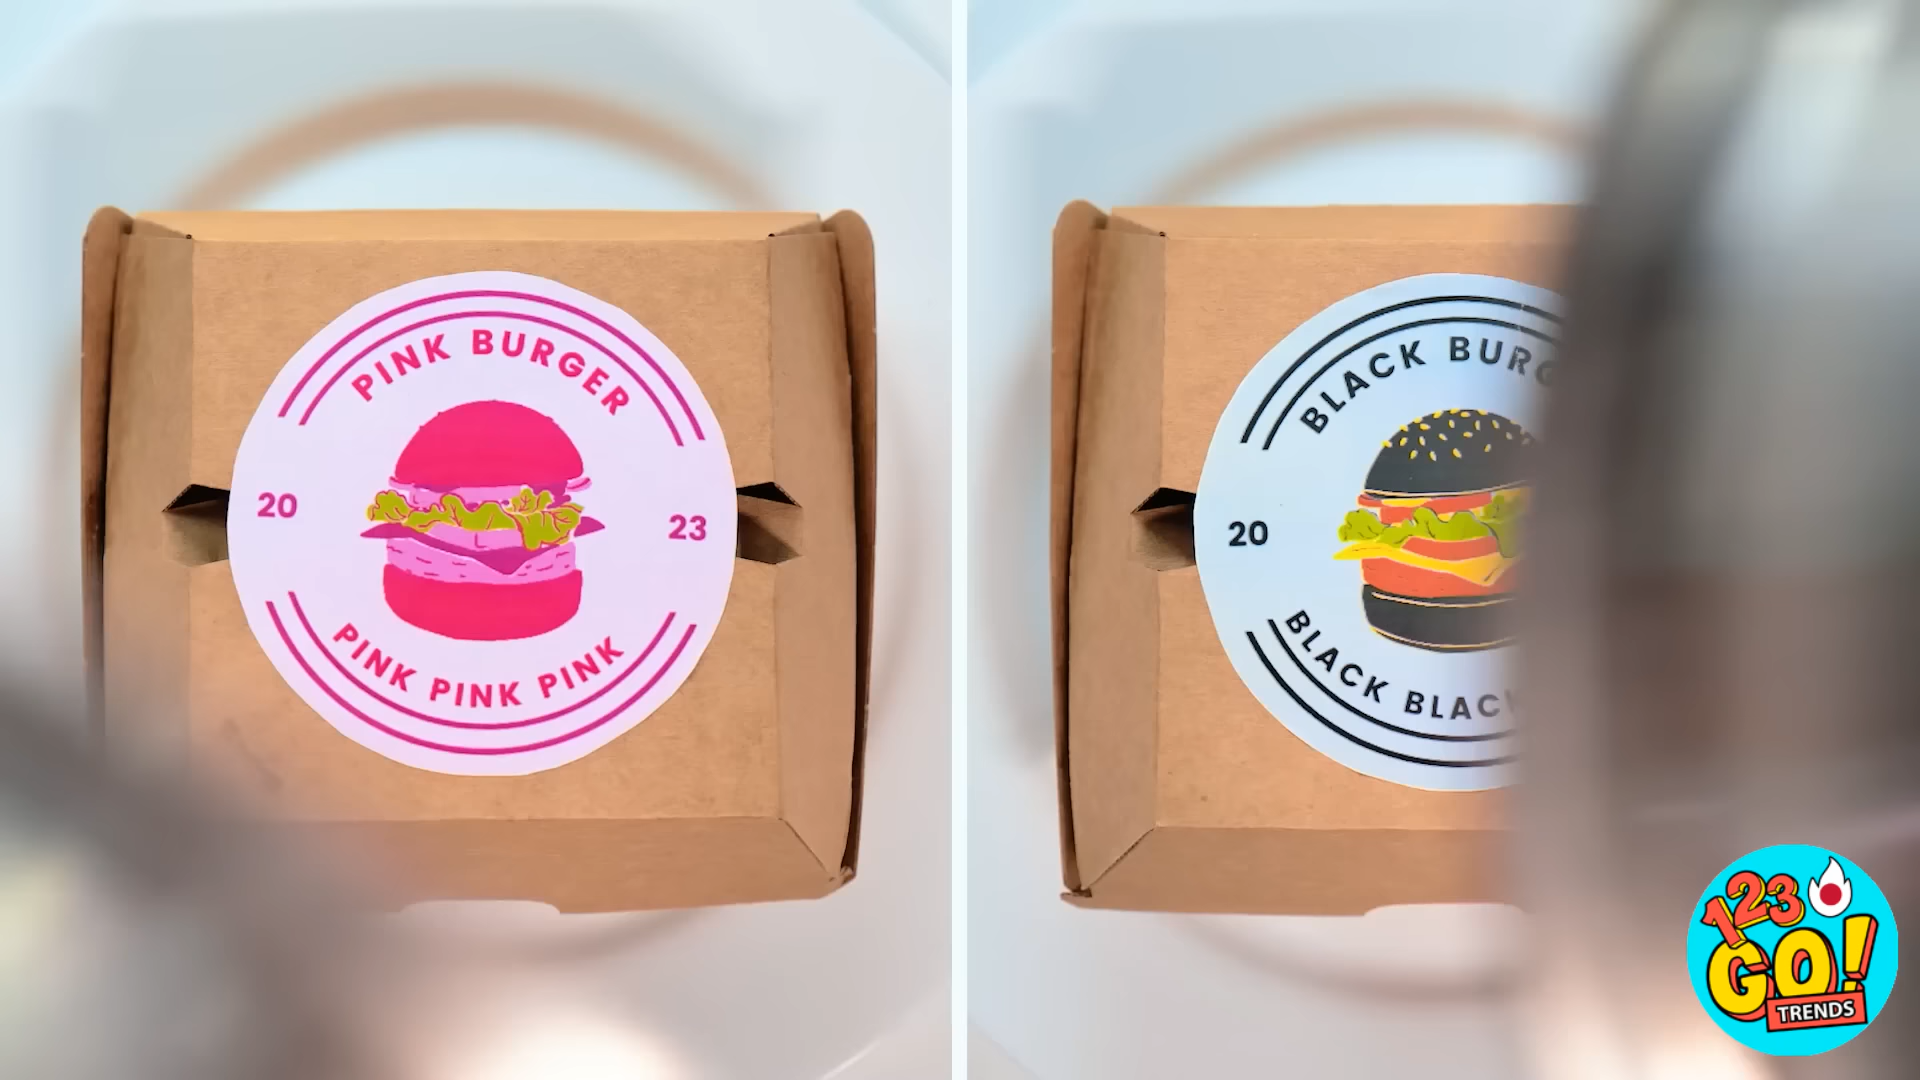 PINK BURGER
20
23
PINK PINK PINK
BLACK BURG
20
BLACK BLAC
123
GO!
TRENDS